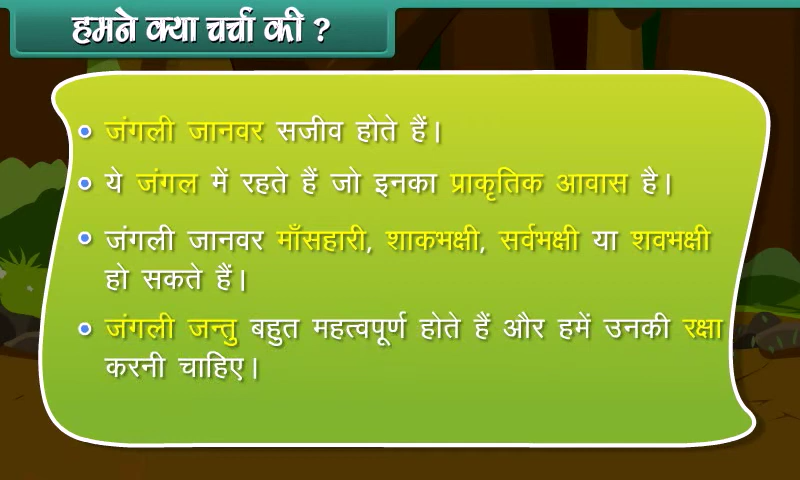 हमने क्या चर्चा की ?
जंगली जानवर सजीव होते हैं।
ये जंगल में रहते हैं जो इनका प्राकृतिक आवास है।
जंगली जानवर माँसहारी, शाकभक्षी, सर्वभक्षी या शवभक्षी
हो सकते हैं।
जंगली जन्तु बहुत महत्वपूर्ण होते हैं और हमें उनकी रक्षा
करनी चाहिए।